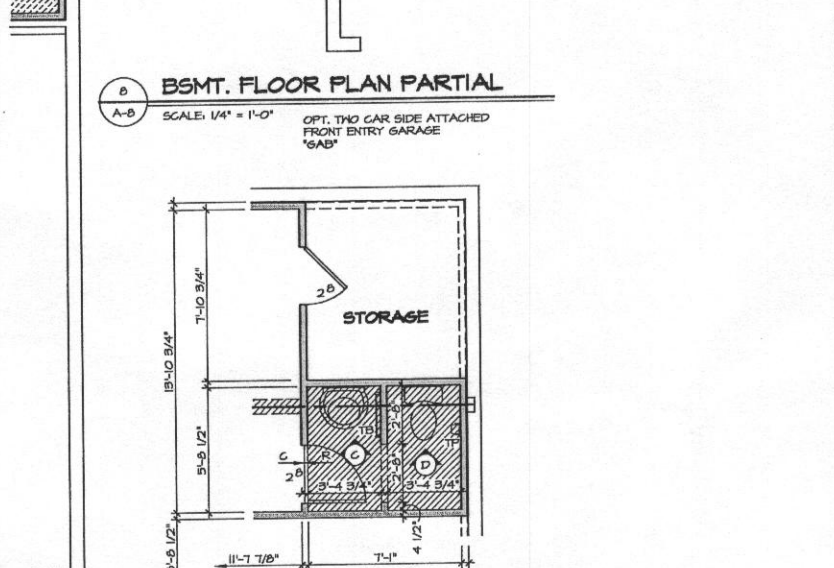 B
A-8
BSMT. FLOOR PLAN PARTIAL
SCALE: 1/4" = 1'-0"
OPT. TWO CAR SIDE ATTACHED
FRONT ENTRY GARAGE
"GAB"
7'-10 3/4"
2⁸
STORAGE
13'-10 3/4"
2'-8"
TB
TP
5'-8 1/2"
C
R
C
D
2⁸
2'-8"
3'-4 3/4"
3'-4 3/4"
4 1/2"
11'-7 7/8"
7'-1"